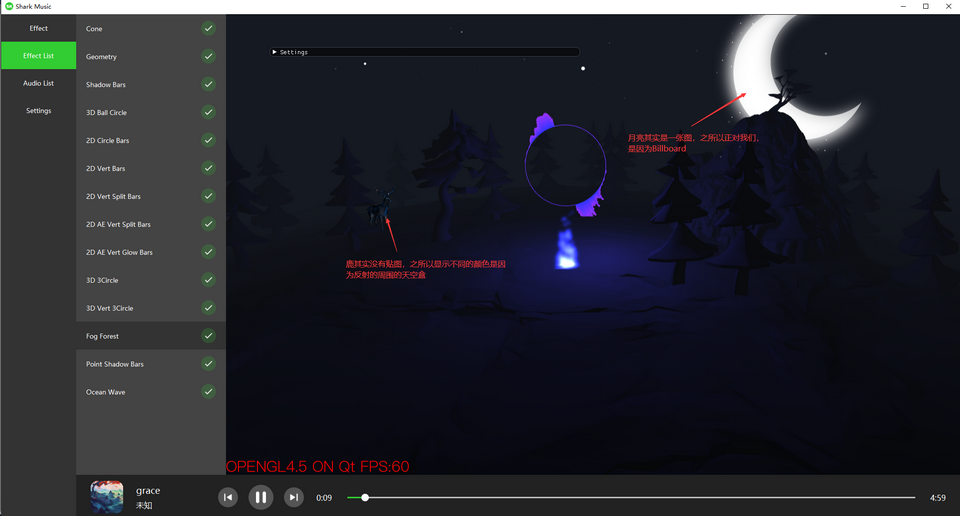 Shark Music
Effect
Effect List
Audio List
Settings
Cone
Geometry
Shadow Bars
3D Ball Circle
2D Circle Bars
2D Vert Bars
2D Vert Split Bars
2D AE Vert Split Bars
2D AE Vert Glow Bars
3D 3Circle
3D Vert 3Circle
Fog Forest
Point Shadow Bars
Ocean Wave
Settings
月亮其实是一张图，之所以正对我们，
是因为Billboard
鹿其实没有贴图，之所以显示不同的颜色是因
为反射的周围的天空盒
OPENGL4.5 ON Qt FPS:60
grace
未知
0:09
4:59